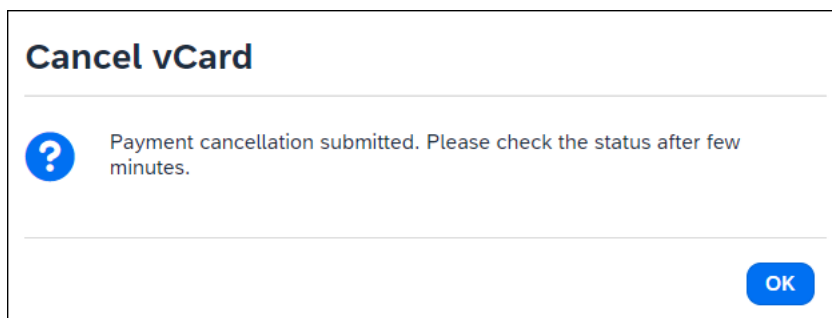 Cancel vCard
?
Payment cancellation submitted. Please check the status after few
minutes.
OK